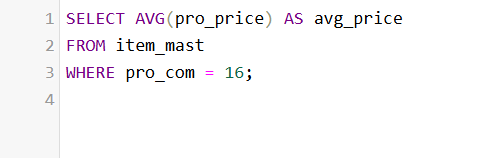 1 SELECT AVG(pro_price) AS avg_price
2 FROM item_mast
3 WHERE pro_com = 16;
4